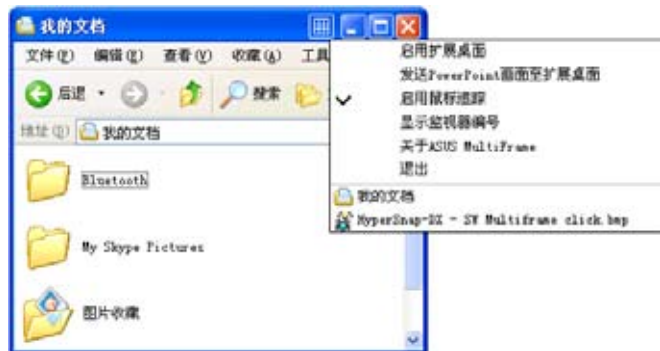 我的文档
文件(F) 编辑(E) 查看(V) 收藏(A) 工具
后退 搜索
地址(D) 我的文档
Bluetooth
My Skype Pictures
图片收藏
启用扩展桌面
发送PowerPoint画面至扩展桌面
启用鼠标追踪
显示监视器编号
关于ASUS MultiFrame
退出
我的文档
HyperSnap-DX - SW Multiframe click.bmp